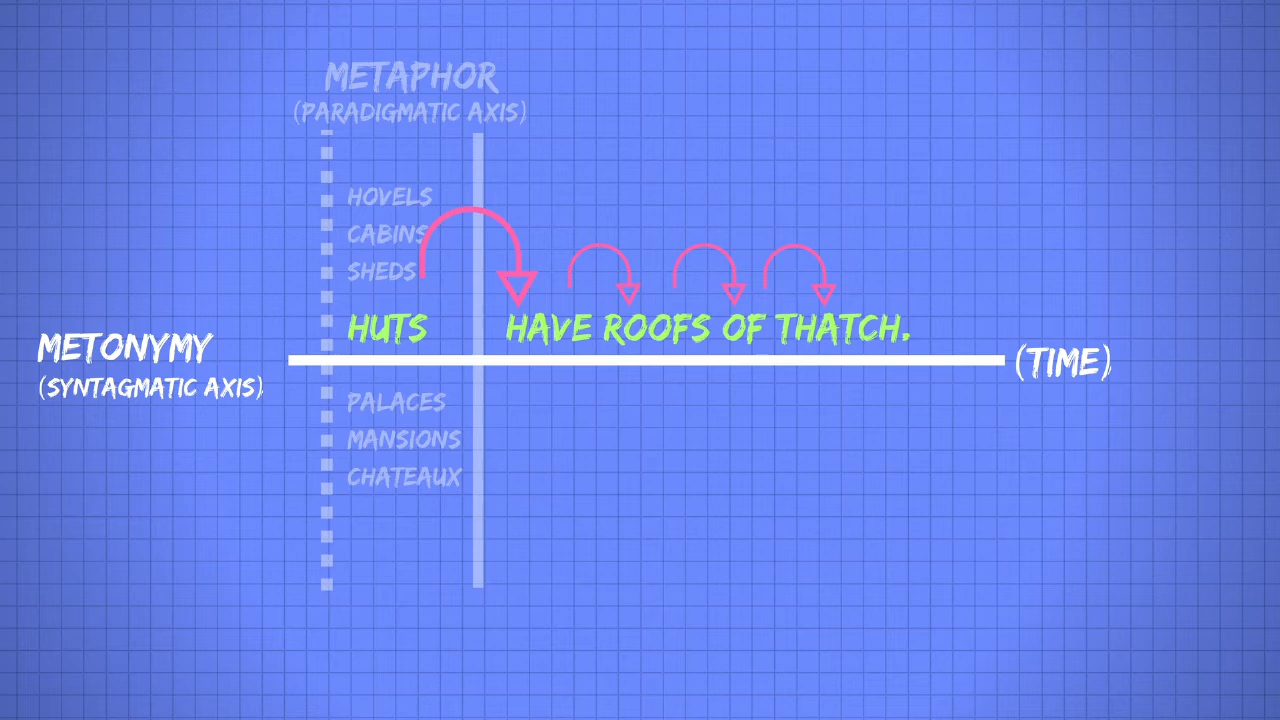 METAPHOR
(PARADIGMATIC AXIS)
HOVELS
CABINS
SHEDS
HUTS HAVE ROOFS OF THATCH.
METONYMY
(SYNTAGMATIC AXIS)
(TIME)
PALACES
MANSIONS
CHATEAUX